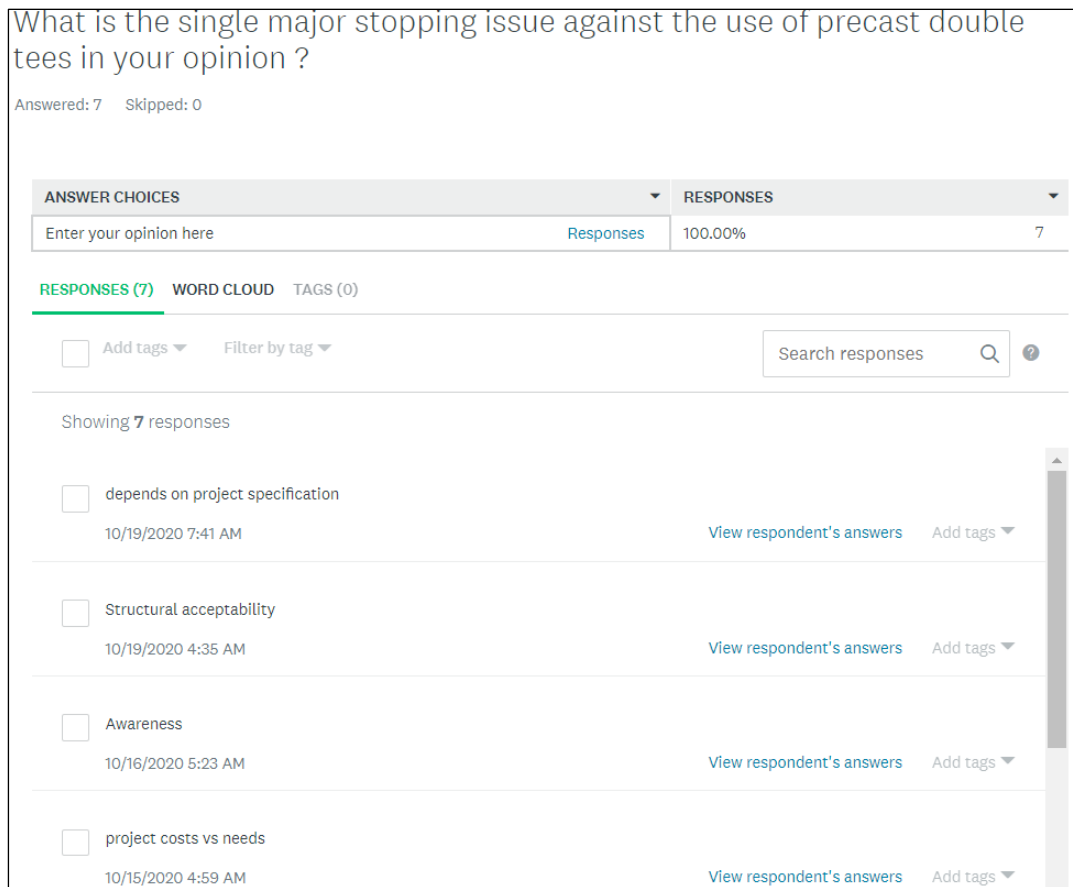 What is the single major stopping issue against the use of precast double
tees in your opinion ?
Answered: 7 Skipped: 0
ANSWER CHOICES RESPONSES
Enter your opinion here Responses 100.00% 7
RESPONSES (7) WORD CLOUD TAGS (0)
Add tags Filter by tag Search responses ?
Showing 7 responses
depends on project specification
10/19/2020 7:41 AM View respondent's answers Add tags
Structural acceptability
10/19/2020 4:35 AM View respondent's answers Add tags
Awareness
10/16/2020 5:23 AM View respondent's answers Add tags
project costs vs needs
10/15/2020 4:59 AM View respondent's answers Add tags